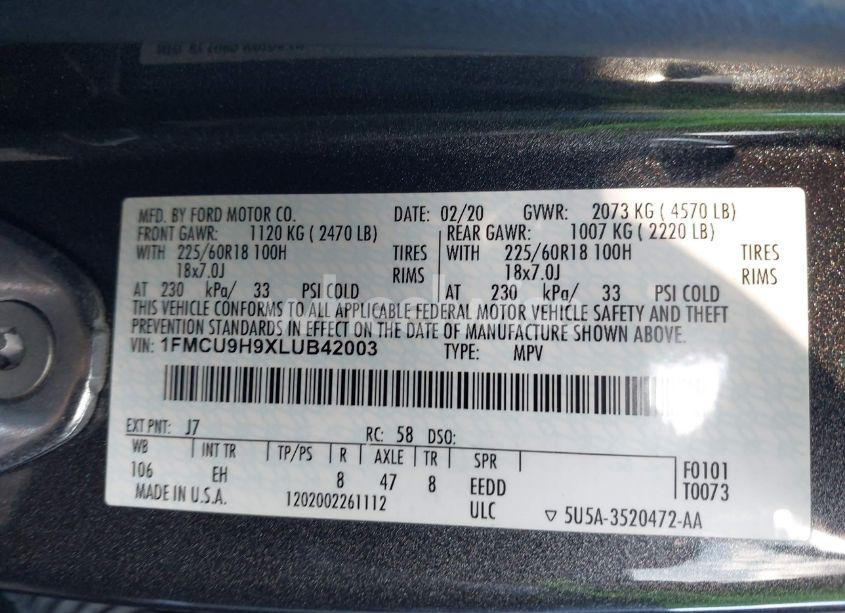 MFD. BY FORD MOTOR CO. DATE: 02/20 GVWR: 2073 KG ( 4570 LB)
FRONT GAWR: 1120 KG ( 2470 LB) REAR GAWR: 1007 KG ( 2220 LB)
WITH 225/60R18 100H TIRES WITH 225/60R18 100H TIRES
18x7.0J RIMS 18x7.0J RIMS
AT 230 kPa/ 33 PSI COLD AT 230 kPa/ 33 PSI COLD
THIS VEHICLE CONFORMS TO ALL APPLICABLE FEDERAL MOTOR VEHICLE SAFETY AND THEFT
PREVENTION STANDARDS IN EFFECT ON THE DATE OF MANUFACTURE SHOWN ABOVE.
VIN: 1FMCU9H9XLUB42003 TYPE: MPV
EXT PNT: J7 RC: 58 DSO:
WB INT TR TP/PS R AXLE TR SPR F0101
106 EH 8 47 8 EEDD T0073
MADE IN U.S.A. 1202002261112 ULC ▽ 5U5A-3520472-AA